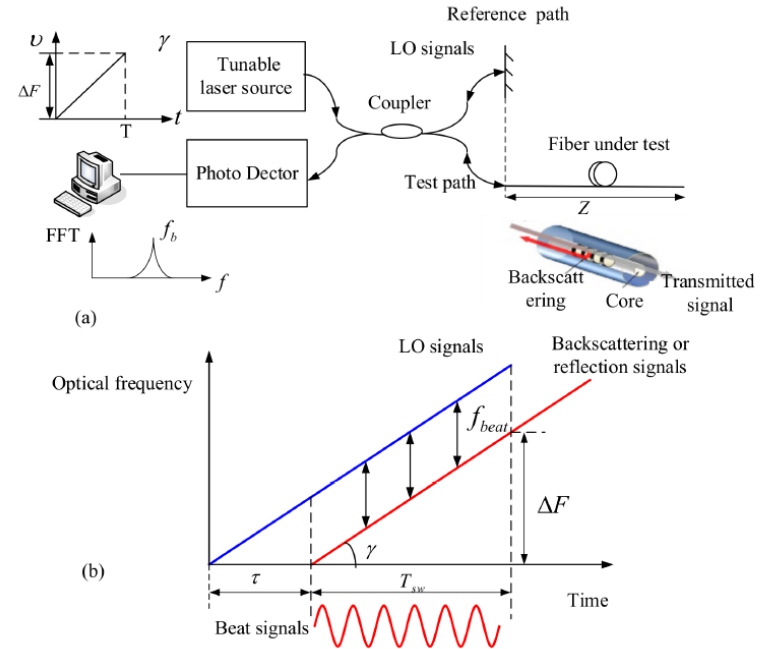 Reference path
υ
γ
LO signals
Tunable
laser source
ΔF
Coupler
t
T
Fiber under test
Photo Dector
Test path
Z
FFT
f_b
f
Backscatt
ering
Core
Transmitted
signal
(a)
LO signals
Backscattering or
reflection signals
Optical frequency
f_beat
ΔF
γ
(b)
τ
T_sw
Time
Beat signals